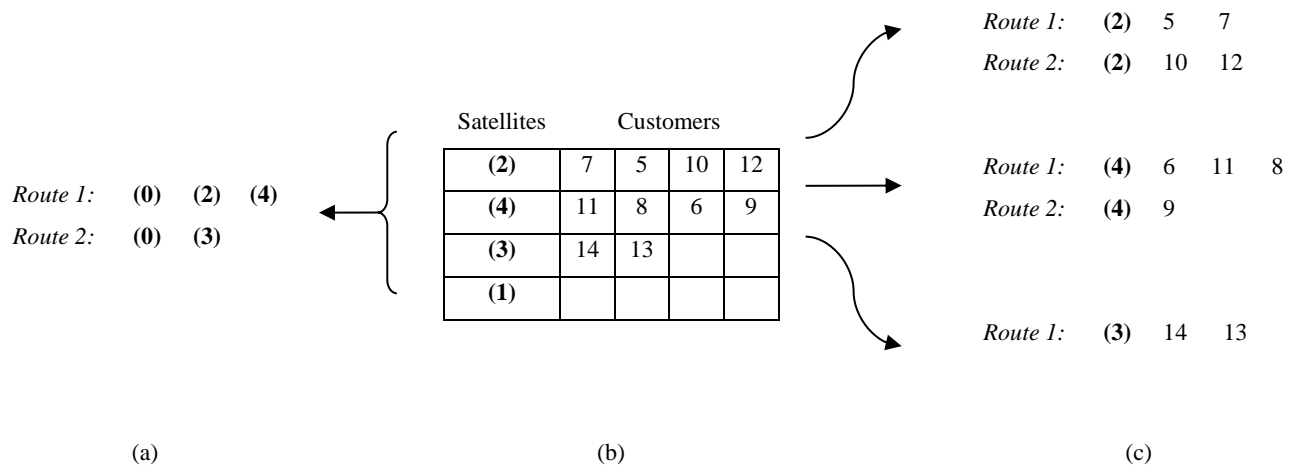 Route 1: (0) (2) (4)
Route 2: (0) (3)
(a)
Satellites Customers
(2) 7 5 10 12
(4) 11 8 6 9
(3) 14 13
(1)
(b)
Route 1: (2) 5 7
Route 2: (2) 10 12
Route 1: (4) 6 11 8
Route 2: (4) 9
Route 1: (3) 14 13
(c)